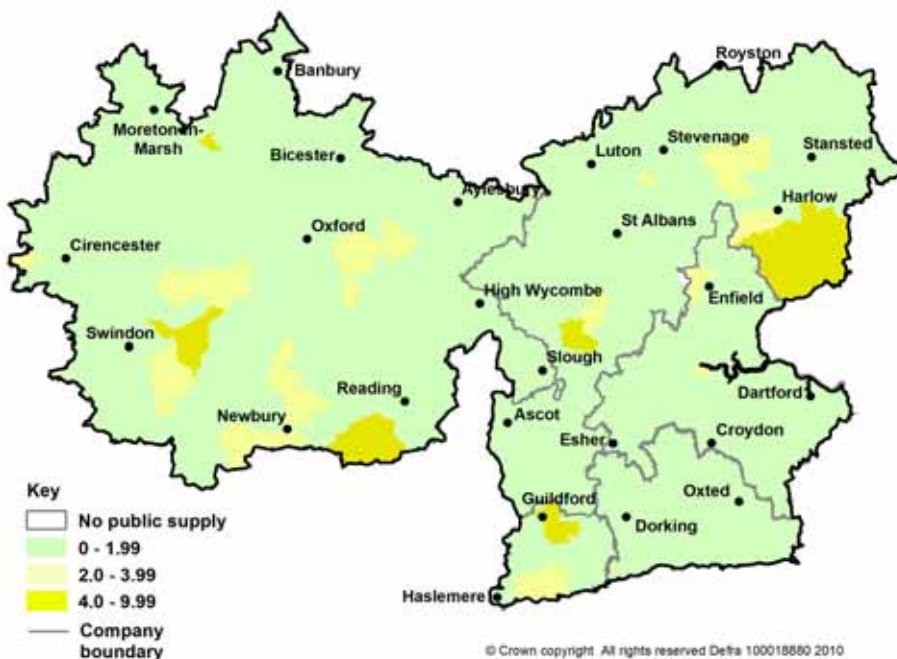 Royston
Banbury
Moreton-in-
Marsh
Stevenage
Luton
Stansted
Bicester
Aylesbury
Harlow
St Albans
Oxford
Cirencester
High Wycombe
Enfield
Swindon
Slough
Reading
Dartford
Ascot
Newbury
Croydon
Esher
Key
Guildford
Oxted
No public supply
Dorking
0 - 1.99
2.0 - 3.99
4.0 - 9.99
Haslemere
Company
boundary
© Crown copyright All rights reserved Defra 100018880 2010